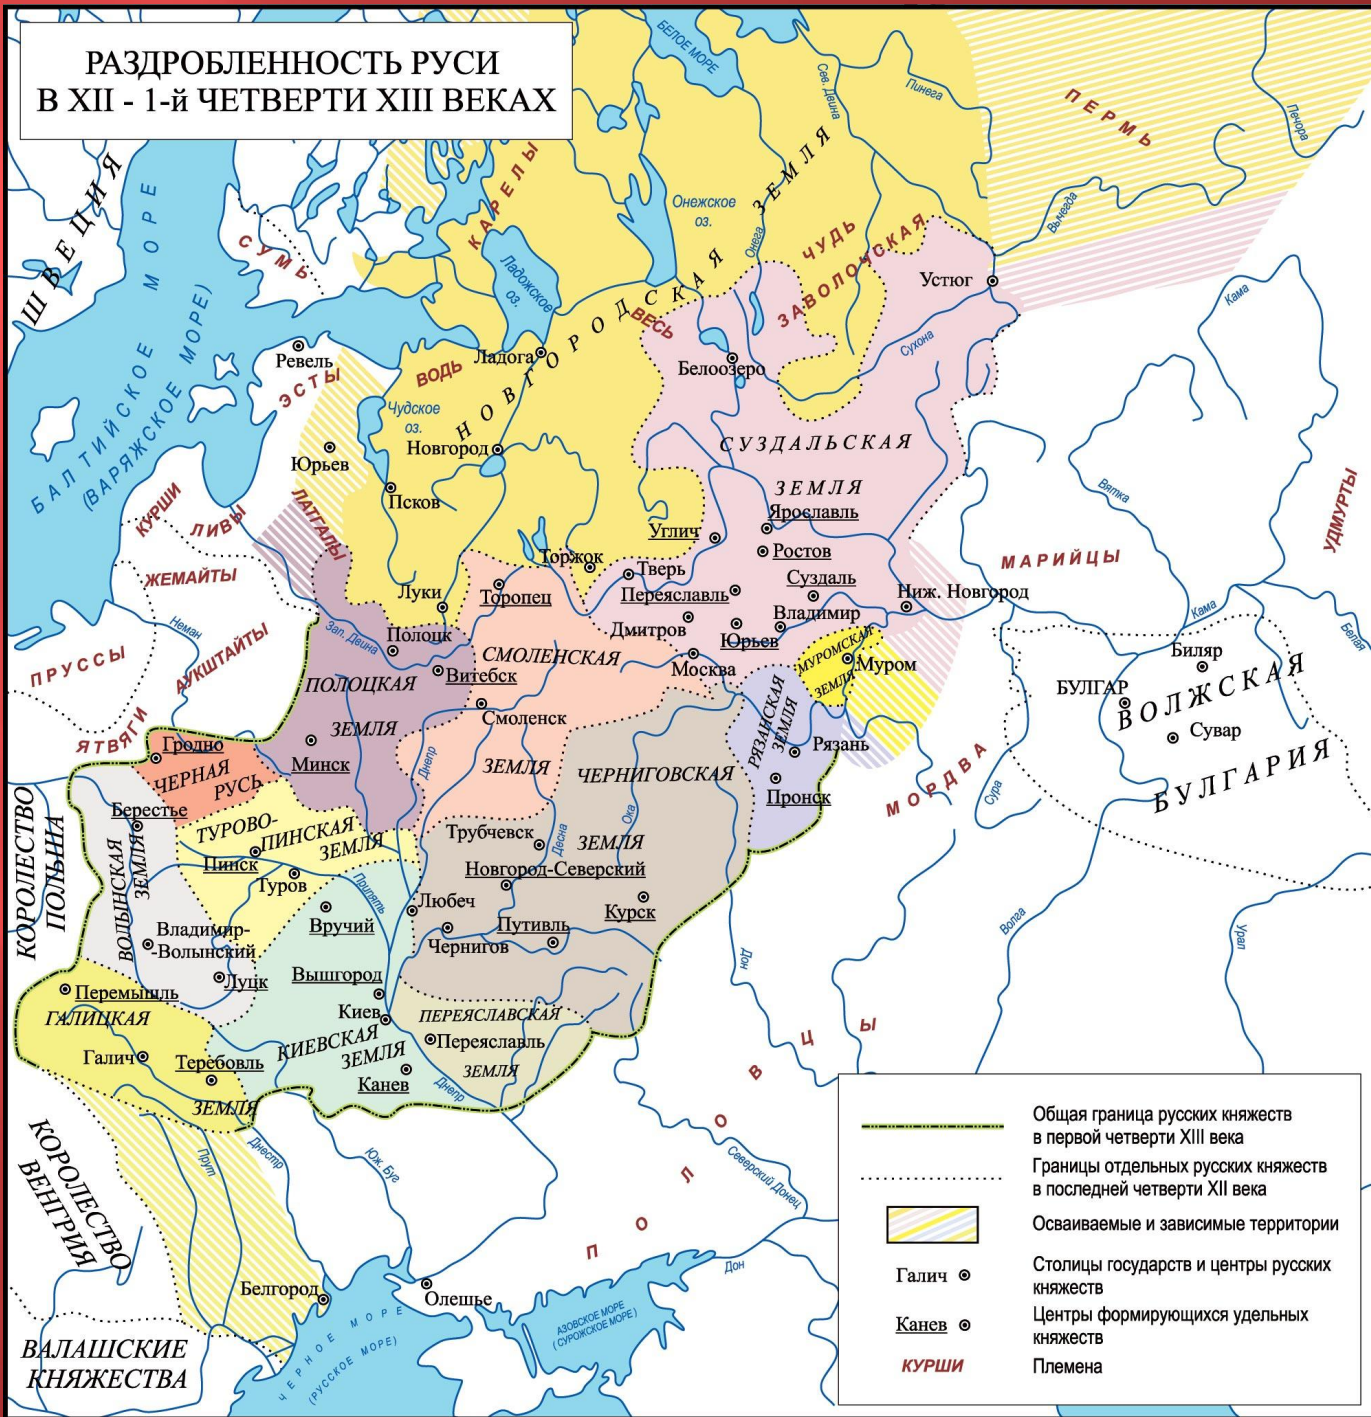 РАЗДРОБЛЕННОСТЬ РУСИ
В XII - 1-й ЧЕТВЕРТИ XIII ВЕКАХ
БЕЛОЕ МОРЕ
Сев. Двина
Пинега
ПЕРМЬ
Печора
ШВЕЦИЯ
БАЛТИЙСКОЕ МОРЕ
(ВАРЯЖСКОЕ МОРЕ)
СУМЬ
КАРЕЛЫ
Ладожское
оз.
Онежское
оз.
Онега
НОВГОРОДСКАЯ ЗЕМЛЯ
ЧУДЬ
ЗАВОЛОЧСКАЯ
Вычегда
Устюг
Кама
ВЕСЬ
Сухона
Ревель
ЭСТЫ
ВОДЬ
Ладога
Белоозеро
Чудское
оз.
Новгород
СУЗДАЛЬСКАЯ
ЗЕМЛЯ
Юрьев
Псков
КУРШИ
ЛИВЫ
ЛАТГАЛЫ
Вятка
УДМУРТЫ
Углич
Ярославль
Ростов
Торжок
Тверь
Суздаль
МАРИЙЦЫ
ЖЕМАЙТЫ
Луки
Торопец
Переяславль
Ниж. Новгород
Владимир
Кама
Белая
Неман
Зап. Двина
Полоцк
Дмитров
Юрьев
ПРУССЫ
АУКШТАЙТЫ
Витебск
СМОЛЕНСКАЯ
Москва
МУРОМСКАЯ
ЗЕМЛЯ
Муром
Биляр
БУЛГАР
ВОЛЖСКАЯ
Сувар
БУЛГАРИЯ
ПОЛОЦКАЯ
ЗЕМЛЯ
Смоленск
РЯЗАНСКАЯ
ЗЕМЛЯ
Рязань
ЯТВЯГИ
Гродно
Минск
Днепр
ЗЕМЛЯ
ЧЕРНИГОВСКАЯ
Пронск
МОРДВА
Сура
ЧЕРНАЯ
РУСЬ
КОРОЛЕВСТВО
ПОЛЬША
Берестье
ТУРОВО-
ПИНСКАЯ
ЗЕМЛЯ
Трубчевск
Десна
Ока
ЗЕМЛЯ
ВОЛЫНСКАЯ
ЗЕМЛЯ
Пинск
Туров
Припять
Новгород-Северский
Любеч
Курск
Вручий
Чернигов
Путивль
Волга
Урал
Владимир-
-Волынский
Луцк
Дон
Вышгород
Перемышль
ГАЛИЦКАЯ
Киев
КИЕВСКАЯ
ЗЕМЛЯ
ПЕРЕЯСЛАВСКАЯ
Переяславль
ЗЕМЛЯ
Галич
Теребовль
Канев
Днепр
ЗЕМЛЯ
ПОЛОВЦЫ
КОРОЛЕВСТВО
ВЕНГРИЯ
Прут
Днестр
Юж. Буг
Северский Донец
Дон
Белгород
Олешье
АЗОВСКОЕ МОРЕ
(СУРОЖСКОЕ МОРЕ)
ЧЕРНОЕ МОРЕ
(РУССКОЕ МОРЕ)
ВАЛАШСКИЕ
КНЯЖЕСТВА
Общая граница русских княжеств
в первой четверти XIII века
Границы отдельных русских княжеств
в последней четверти XII века
Осваиваемые и зависимые территории
Галич
Столицы государств и центры русских
княжеств
Канев
Центры формирующихся удельных
княжеств
КУРШИ
Племена